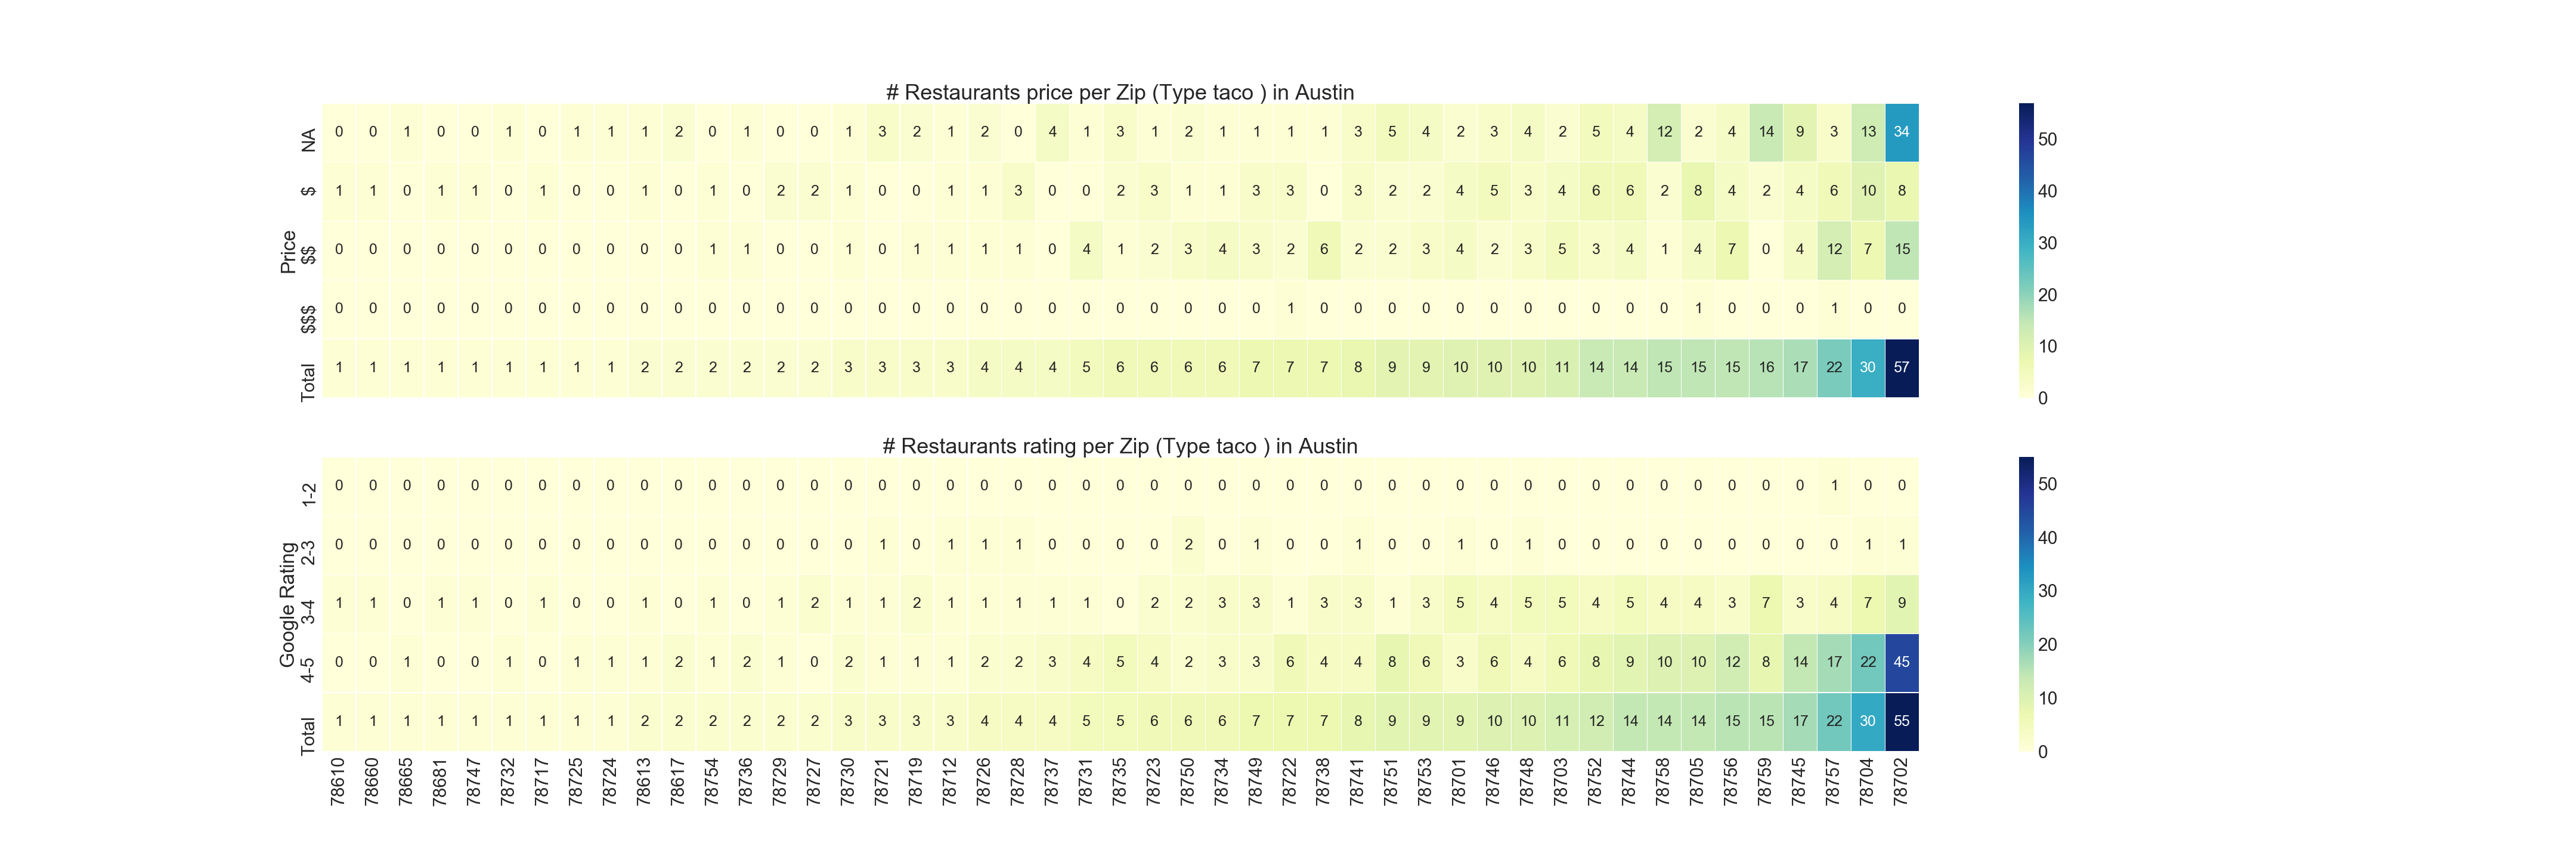 # Restaurants price per Zip (Type taco ) in Austin
Price
NA 0 0 1 0 0 1 0 1 1 1 2 0 1 0 0 1 3 2 1 2 0 4 1 3 1 2 1 1 1 1 3 5 4 2 3 4 2 5 4 12 2 4 14 9 3 13 34
$ 1 1 0 1 1 0 1 0 0 1 0 1 0 2 2 1 0 0 1 1 3 0 0 2 3 1 1 3 3 0 3 2 2 4 5 3 4 6 6 2 8 4 2 4 6 10 8
$$ 0 0 0 0 0 0 0 0 0 0 0 1 1 0 0 1 0 1 1 1 1 0 4 1 2 3 4 3 2 6 2 2 3 4 2 3 5 3 4 1 4 7 0 4 12 7 15
$$$ 0 0 0 0 0 0 0 0 0 0 0 0 0 0 0 0 0 0 0 0 0 0 0 0 0 0 0 0 1 0 0 0 0 0 0 0 0 0 0 0 1 0 0 0 1 0 0
Total 1 1 1 1 1 1 1 1 1 2 2 2 2 2 2 3 3 3 3 4 4 4 5 6 6 6 6 7 7 7 8 9 9 10 10 10 11 14 14 15 15 15 16 17 22 30 57
50
40
30
20
10
0
# Restaurants rating per Zip (Type taco ) in Austin
Google Rating
1-2 0 0 0 0 0 0 0 0 0 0 0 0 0 0 0 0 0 0 0 0 0 0 0 0 0 0 0 0 0 0 0 0 0 0 0 0 0 0 0 0 0 0 0 0 1 0 0
2-3 0 0 0 0 0 0 0 0 0 0 0 0 0 0 0 0 1 0 1 1 1 0 0 0 0 2 0 1 0 0 1 0 0 1 0 1 0 0 0 0 0 0 0 0 0 1 1
3-4 1 1 0 1 1 0 1 0 0 1 0 1 0 1 2 1 1 2 1 1 1 1 1 0 2 2 3 3 1 3 3 1 3 5 4 5 5 4 5 4 4 3 7 3 4 7 9
4-5 0 0 1 0 0 1 0 1 1 1 2 1 2 1 0 2 1 1 1 2 2 3 4 5 4 2 3 3 6 4 4 8 6 3 6 4 6 8 9 10 10 12 8 14 17 22 45
Total 1 1 1 1 1 1 1 1 1 2 2 2 2 2 2 3 3 3 3 4 4 4 5 5 6 6 6 7 7 7 8 9 9 9 10 10 11 12 14 14 14 15 15 17 22 30 55
78610 78660 78665 78681 78747 78732 78717 78725 78724 78613 78617 78754 78736 78729 78727 78730 78721 78719 78712 78726 78728 78737 78731 78735 78723 78750 78734 78749 78722 78738 78741 78751 78753 78701 78746 78748 78703 78752 78744 78758 78705 78756 78759 78745 78757 78704 78702
50
40
30
20
10
0